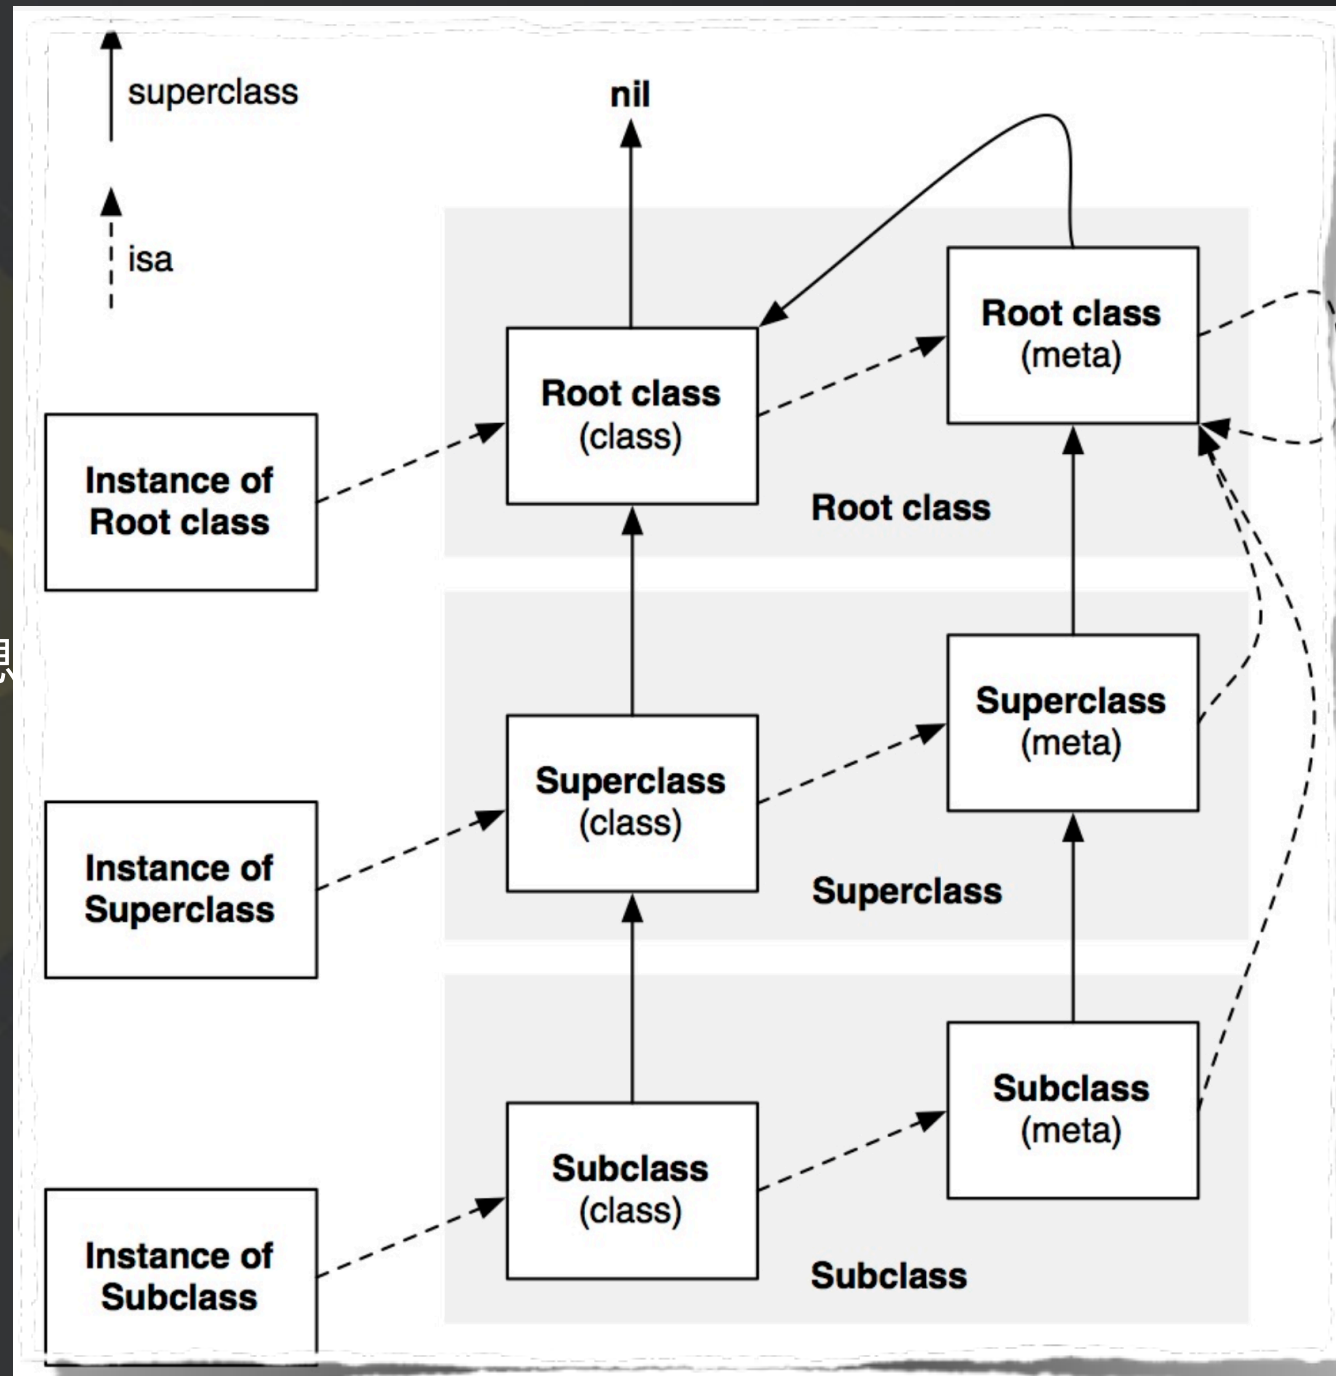 superclass
nil
isa
Root class
(meta)
Root class
(class)
Instance of
Root class
Root class
Superclass
(meta)
Superclass
(class)
Instance of
Superclass
Superclass
Subclass
(meta)
Subclass
(class)
Instance of
Subclass
Subclass